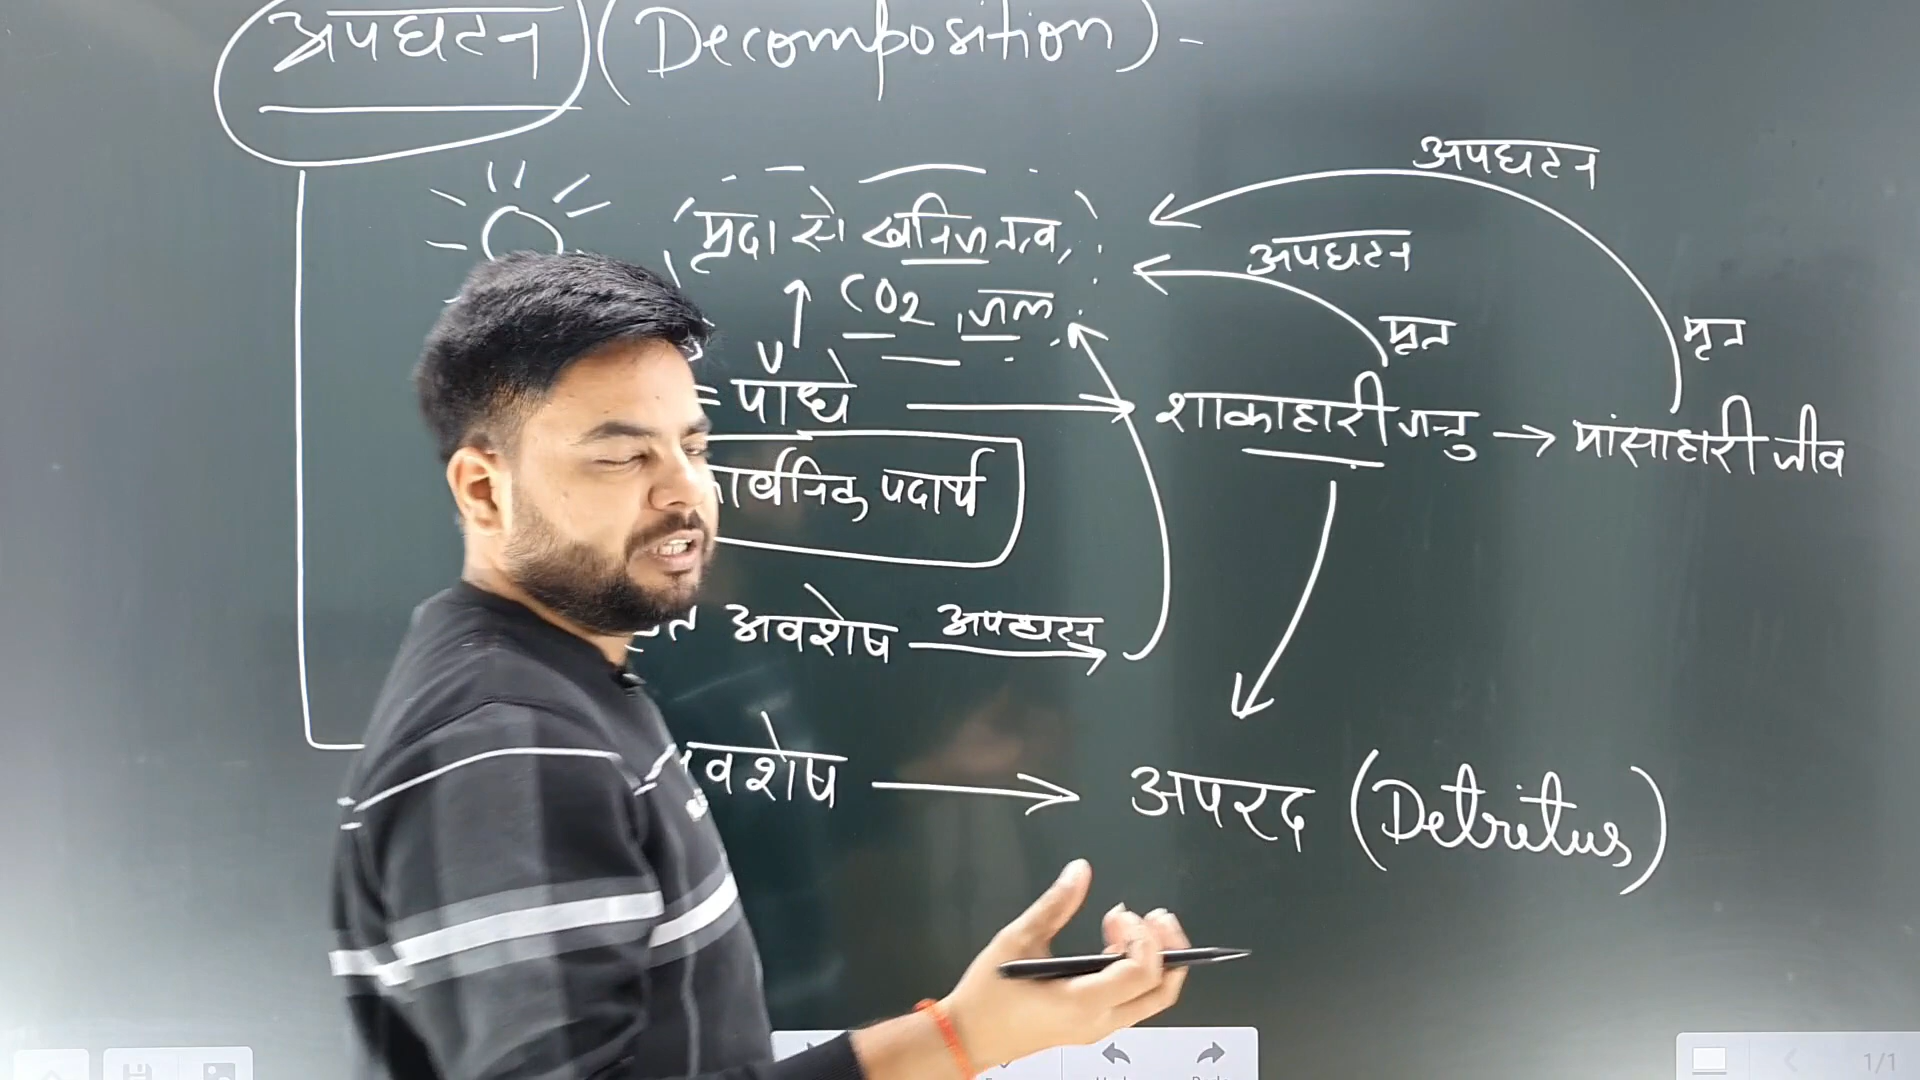 अपघटन (Decomposition) -
अपघटन
मृदा से खनिज तत्व,
अपघटन
CO2, जल
मृत
मृत
= पौधे → शाकाहारी जन्तु → मांसाहारी जीव
कार्बनिक पदार्थ
अवशेष अपघटन →
अवशेष → अपरद (Detritus)
1/1